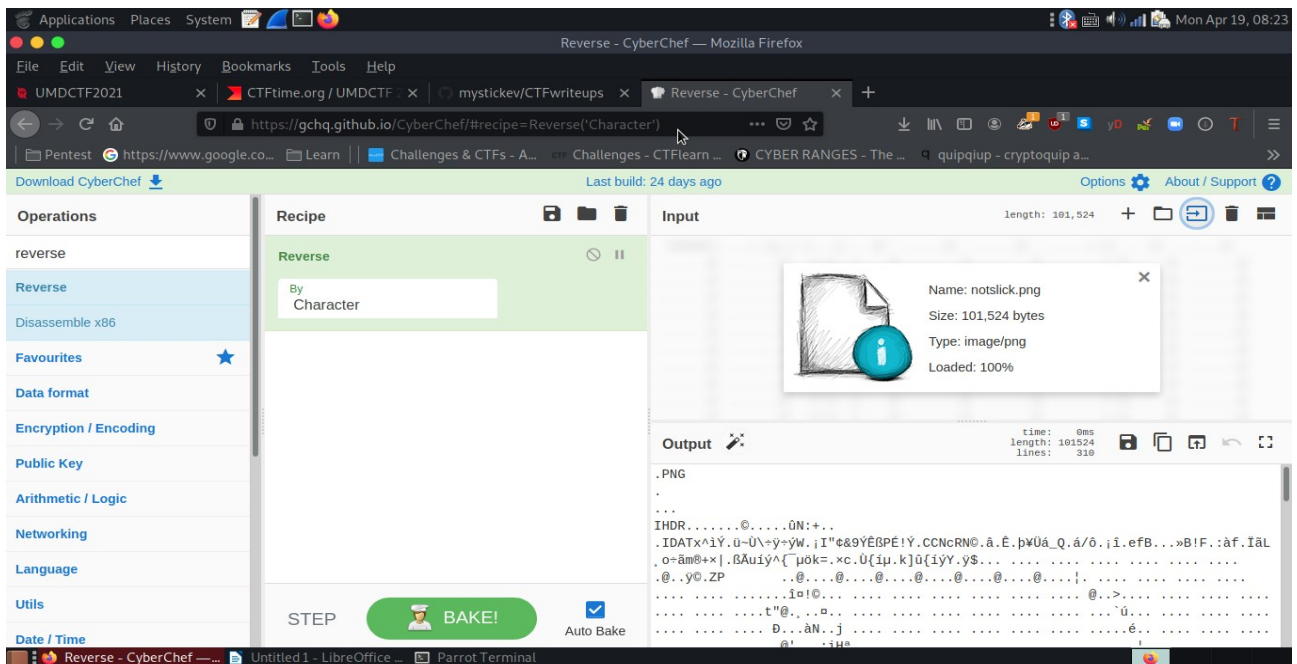 Applications Places System Mon Apr 19, 08:23
Reverse - CyberChef — Mozilla Firefox
File Edit View History Bookmarks Tools Help
UMDCTF2021 CTFtime.org / UMDCTF 2 mystickev/CTFwriteups Reverse - CyberChef
https://gchq.github.io/CyberChef/#recipe=Reverse('Character')
Pentest https://www.google.co... Learn Challenges & CTFs - A... Challenges - CTFlearn ... CYBER RANGES - The ... quipqiup - cryptoquip a...
Download CyberChef Last build: 24 days ago Options About / Support
Operations
reverse
Reverse
Disassemble x86
Favourites
Data format
Encryption / Encoding
Public Key
Arithmetic / Logic
Networking
Language
Utils
Date / Time
Recipe
Reverse
By
Character
STEP BAKE! Auto Bake
Input length: 101,524
Name: notslick.png
Size: 101,524 bytes
Type: image/png
Loaded: 100%
Output
time: 0ms
length: 101524
lines: 310
.PNG
.
...
IHDR.......©.....ûN:+..
Reverse - CyberChef —... Untitled 1 - LibreOffice ... Parrot Terminal